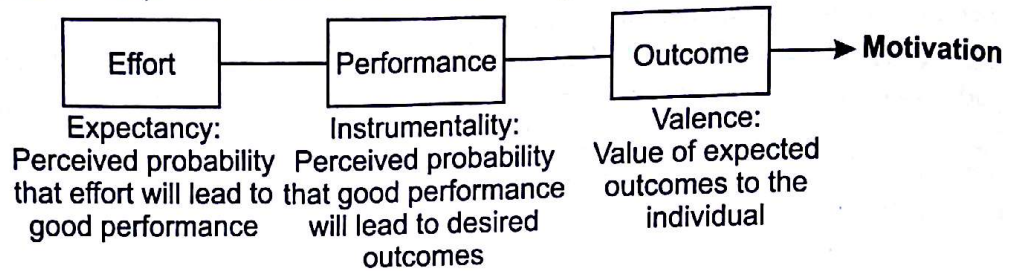 Effort
Performance
Outcome
Motivation
Expectancy:
Perceived probability
that effort will lead to
good performance
Instrumentality:
Perceived probability
that good performance
will lead to desired
outcomes
Valence:
Value of expected
outcomes to the
individual